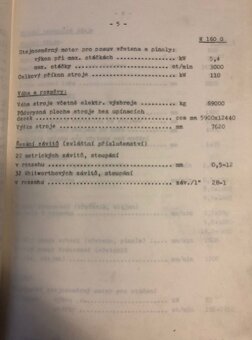 - 5 -
H 160 G
Stejnosměrný motor pro posuv vřetena a pinoly:
výkon při max. otáčkách ........ kW 5,4
max. otáčky ........ ot/min 3000
Celkový příkon stroje ........ kW 110
Váha a rozměry:
Váha stroje včetně elektr. výzbroje ........ kg 69000
Půdorysná plocha stroje bez upínacích
desek ........ cca mm 5900x12440
Výška stroje ........ mm 7620
Řezání závitů (zvláštní příslušenství)
22 metrických závitů, stoupání
v rozsahu ........ mm 0,5-12
32 Whitworthových závitů, stoupání
v rozsahu ........ záv./1" 28-1